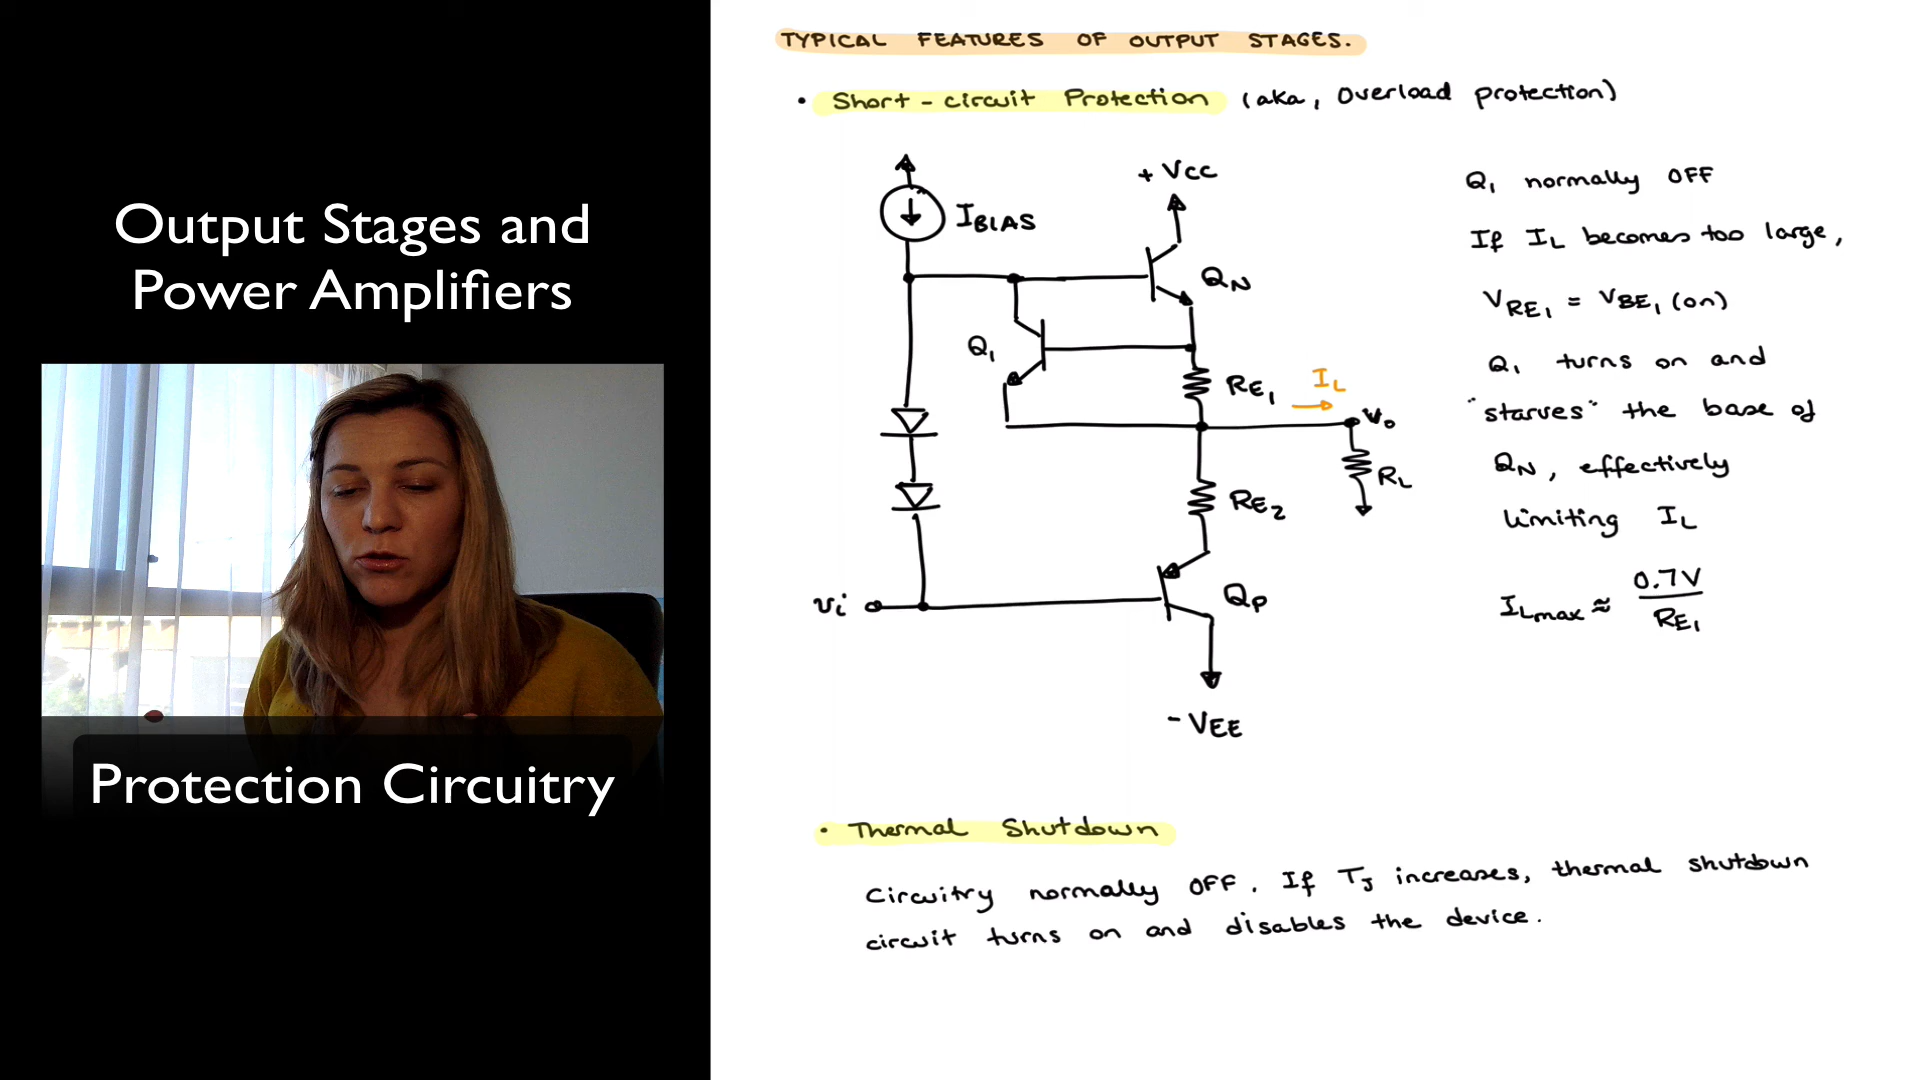 Output Stages and
Power Amplifiers
Protection Circuitry
TYPICAL FEATURES OF OUTPUT STAGES.
• Short-circuit Protection (aka, overload protection)
IBIAS
+ VCC
QN
Q1
RE1
IL
vo
RL
RE2
vi
QP
- VEE
Q1 normally OFF
If IL becomes too large,
VRE1 = VBE1(on)
Q1 turns on and
"starves" the base of
QN, effectively
limiting IL
ILmax ≈ 0.7V / RE1
• Thermal Shutdown
Circuitry normally OFF. If TJ increases, thermal shutdown
circuit turns on and disables the device.